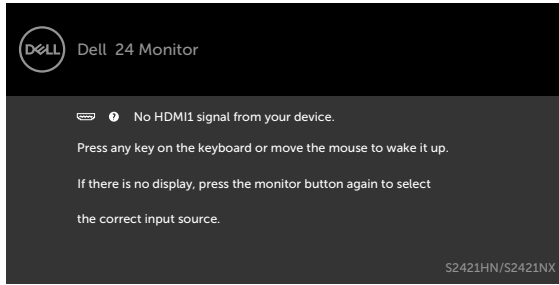 DELL
Dell 24 Monitor
? No HDMI1 signal from your device.
Press any key on the keyboard or move the mouse to wake it up.
If there is no display, press the monitor button again to select
the correct input source.
S2421HN/S2421NX